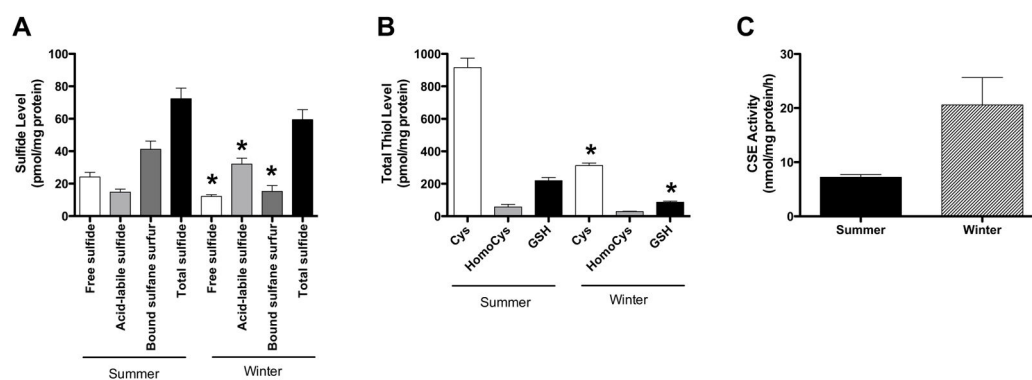 A
Sulfide Level
(pmol/mg protein)
100
80
60
40
20
0
*
*
*
Free sulfide
Acid-labile sulfide
Bound sulfane surfur
Total sulfide
Free sulfide
Acid-labile sulfide
Bound sulfane surfur
Total sulfide
Summer
Winter
B
Total Thiol Level
(pmol/mg protein)
1000
800
600
400
200
0
*
*
Cys
HomoCys
GSH
Cys
HomoCys
GSH
Summer
Winter
C
CSE Activity
(nmol/mg protein/h)
30
20
10
0
Summer
Winter